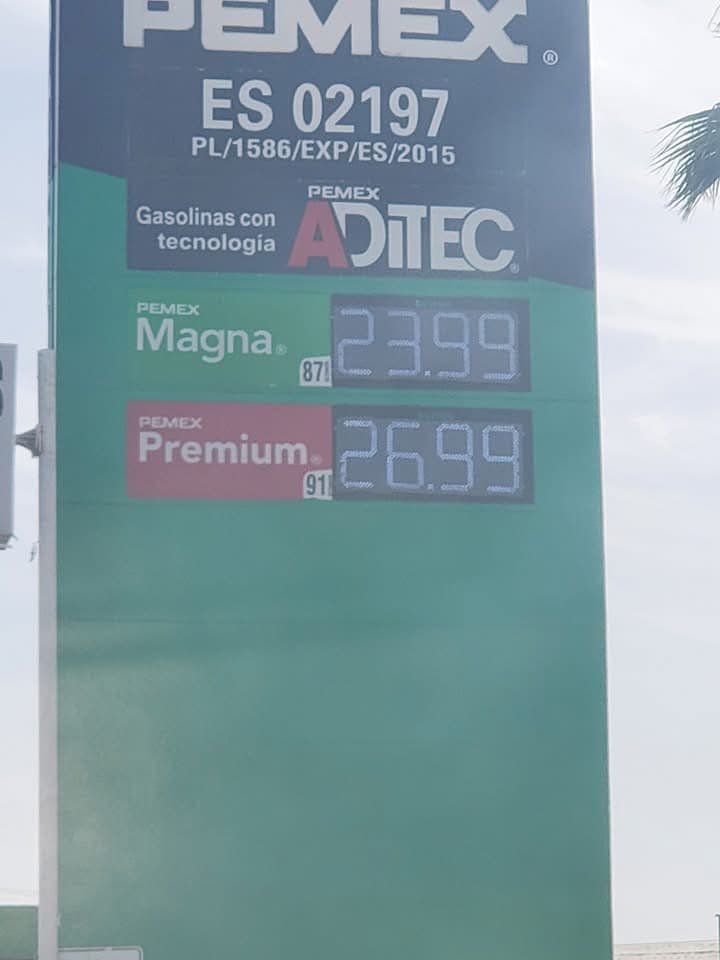 PEMEX ®
ES 02197
PL/1586/EXP/ES/2015
PEMEX
Gasolinas con
tecnología
ADITEC®
PEMEX
Magna®
87
23.99
PEMEX
Premium®
91
26.99